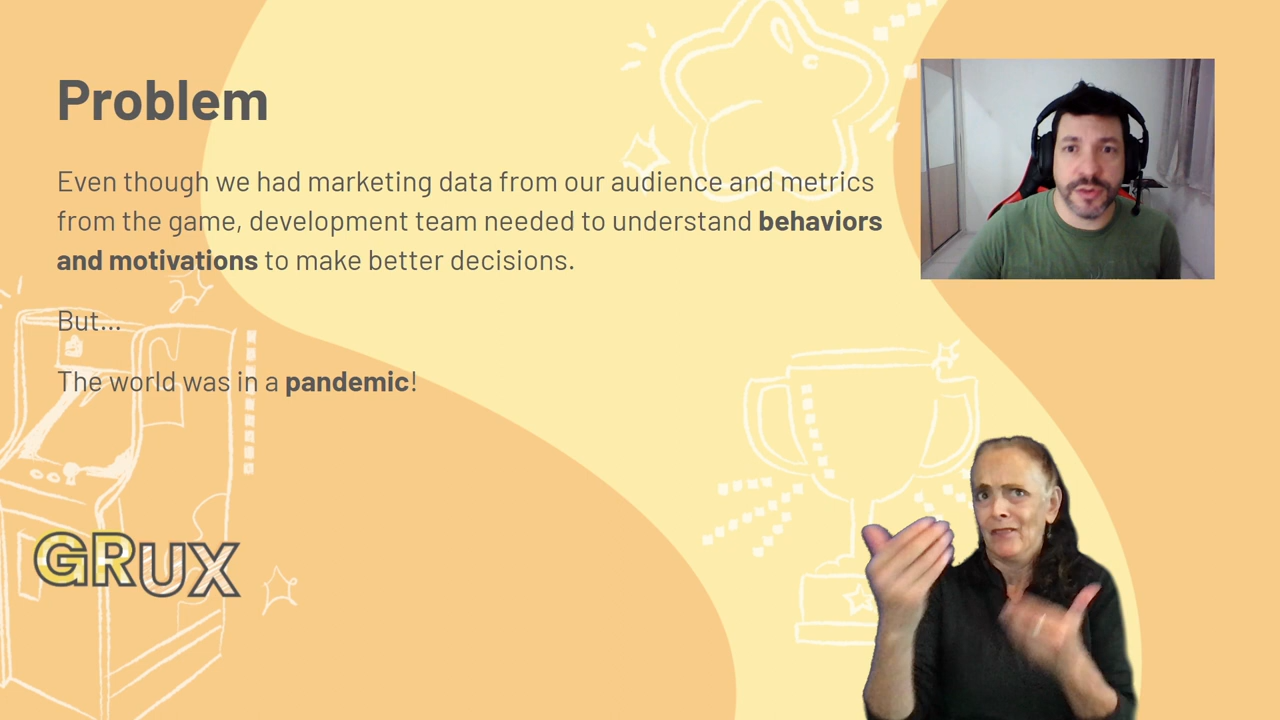 Problem
Even though we had marketing data from our audience and metrics
from the game, development team needed to understand behaviors
and motivations to make better decisions.
But...
The world was in a pandemic!
GRUX